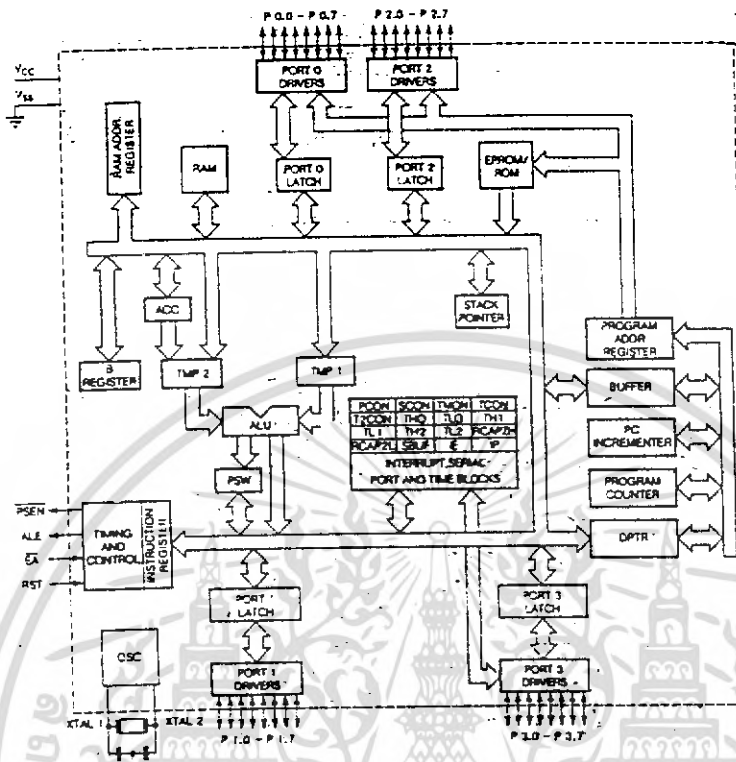 P 0.0 - P 0.7
P 2.0 - P 2.7
VCC
VSS
PORT 0
DRIVERS
PORT 2
DRIVERS
RAM ADDR.
REGISTER
RAM
PORT 0
LATCH
PORT 2
LATCH
EPROM/
ROM
ACC
STACK
POINTER
PROGRAM
ADDR
REGISTER
B
REGISTER
TMP 2
TMP 1
BUFFER
ALU
PCON SCON TMOD TCON
T2CON TH0 TL0 TH1
TL1 TH2 TL2 RCAP2H
RCAP2L SBUF IE IP
INTERRUPT, SERIAL
PORT AND TIME BLOCKS
PC
INCREMENTER
PSW
PROGRAM
COUNTER
PSEN
ALE
EA
RST
TIMING
AND
CONTROL
INSTRUCTION
REGISTER
DPTR
PORT 1
LATCH
PORT 3
LATCH
OSC
PORT 1
DRIVERS
PORT 3
DRIVERS
XTAL 1
XTAL 2
P 1.0 - P 1.7
P 3.0 - P 3.7